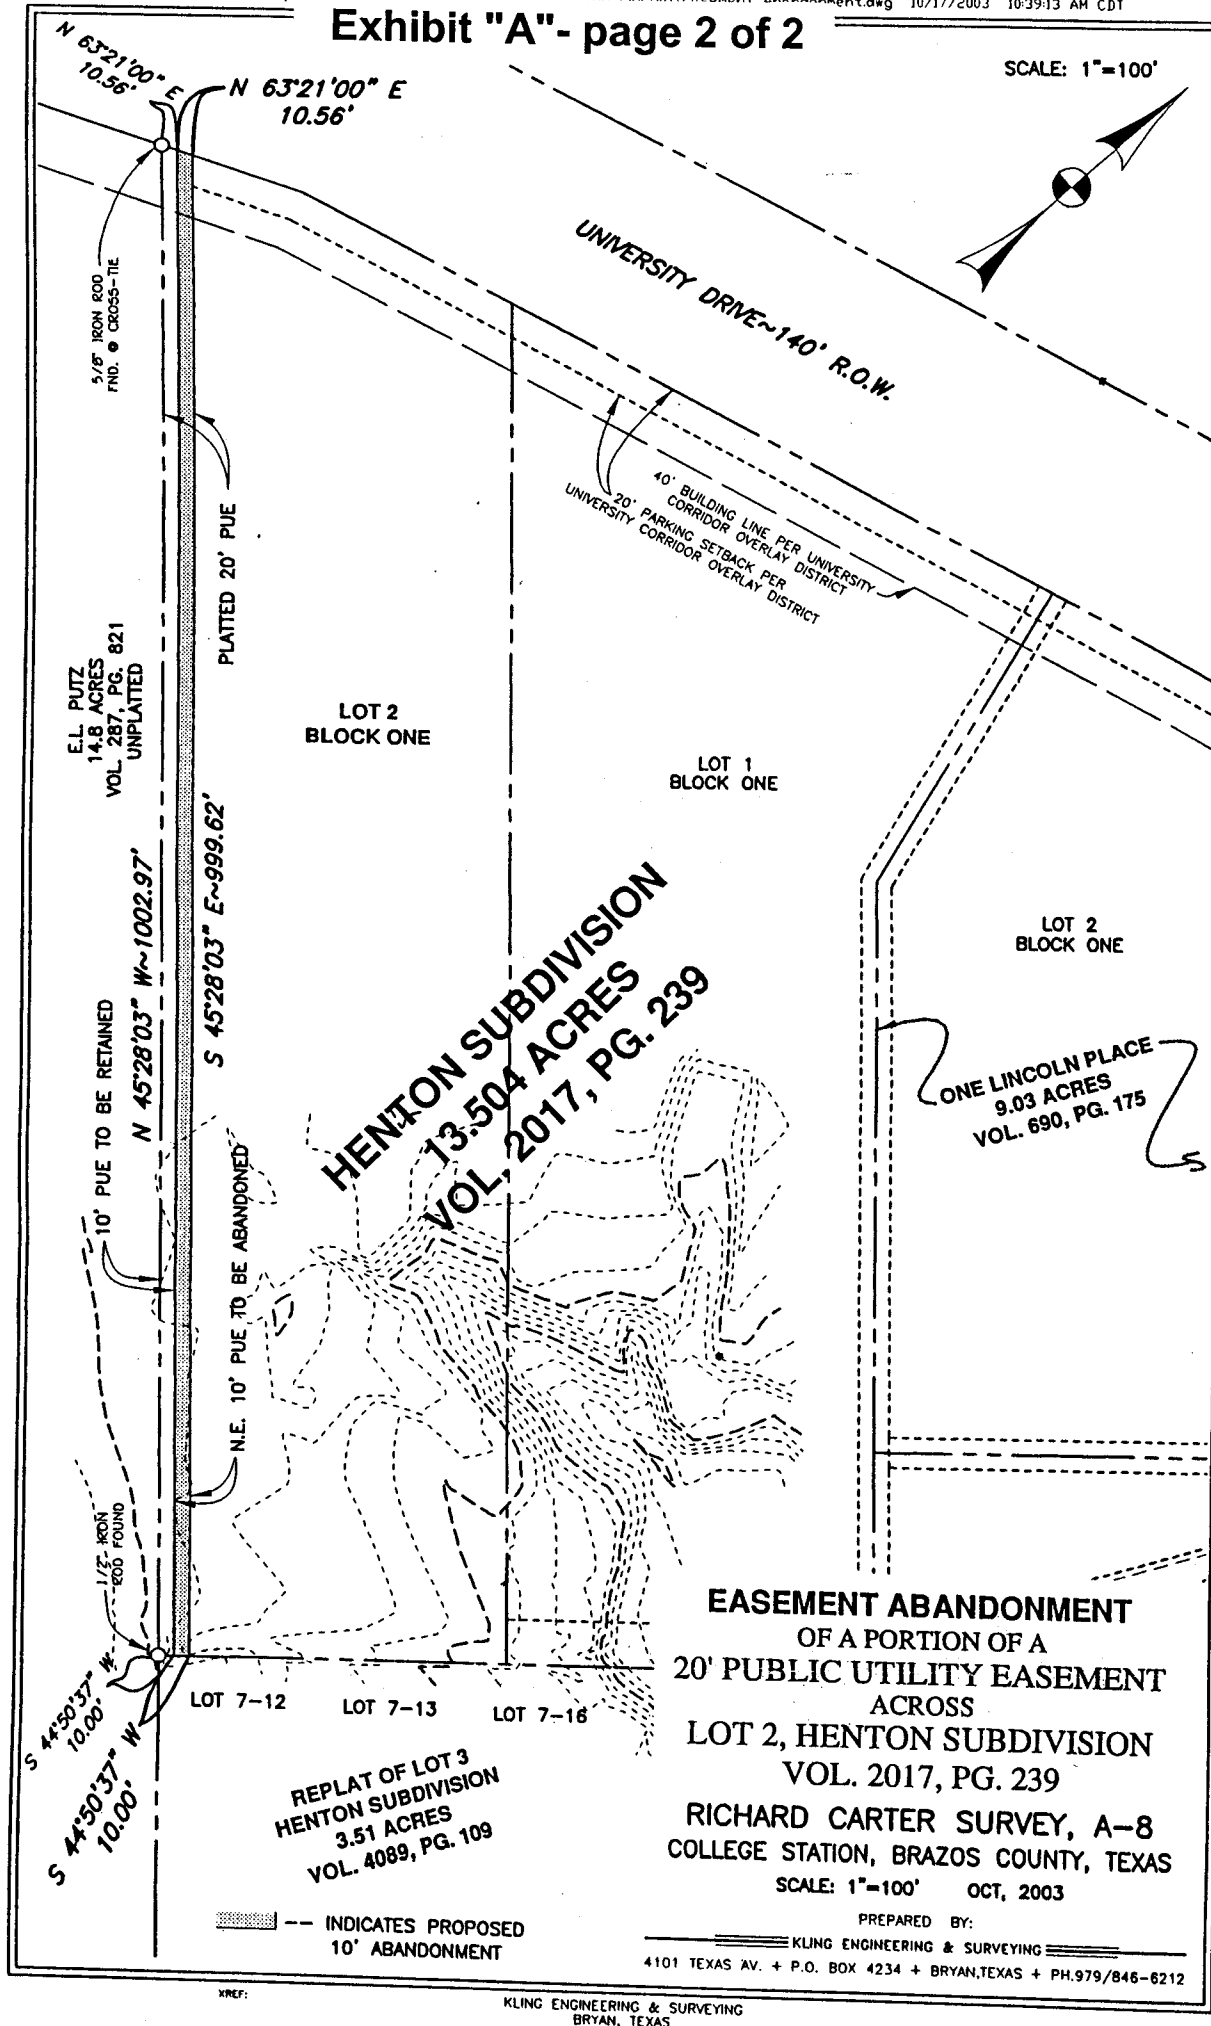 10/17/2003 10:39:13 AM CDT
Exhibit "A"- page 2 of 2
SCALE: 1"=100'
N 63°21'00" E
10.56'
N 63°21'00" E
10.56'
5/8" IRON ROD
FND. @ CROSS-TIE
UNIVERSITY DRIVE~140' R.O.W.
PLATTED 20' PUE
40' BUILDING LINE PER UNIVERSITY
CORRIDOR OVERLAY DISTRICT
20' PARKING SETBACK PER
UNIVERSITY CORRIDOR OVERLAY DISTRICT
E.L. PUTZ
14.8 ACRES
VOL. 287, PG. 821
UNPLATTED
LOT 2
BLOCK ONE
LOT 1
BLOCK ONE
LOT 2
BLOCK ONE
N 45°28'03" W~1002.97'
S 45°28'03" E~999.62'
HENTON SUBDIVISION
13.504 ACRES
VOL. 2017, PG. 239
ONE LINCOLN PLACE
9.03 ACRES
VOL. 690, PG. 175
10' PUE TO BE RETAINED
N.E. 10' PUE TO BE ABANDONED
1/2" IRON
ROD FOUND
S 44°50'37" W
10.00'
S 44°50'37" W
10.00'
LOT 7-12
LOT 7-13
LOT 7-16
REPLAT OF LOT 3
HENTON SUBDIVISION
3.51 ACRES
VOL. 4089, PG. 109
-- INDICATES PROPOSED
10' ABANDONMENT
EASEMENT ABANDONMENT
OF A PORTION OF A
20' PUBLIC UTILITY EASEMENT
ACROSS
LOT 2, HENTON SUBDIVISION
VOL. 2017, PG. 239
RICHARD CARTER SURVEY, A-8
COLLEGE STATION, BRAZOS COUNTY, TEXAS
SCALE: 1"=100' OCT, 2003
PREPARED BY:
KLING ENGINEERING & SURVEYING
4101 TEXAS AV. + P.O. BOX 4234 + BRYAN,TEXAS + PH.979/846-6212
XREF:
KLING ENGINEERING & SURVEYING
BRYAN, TEXAS